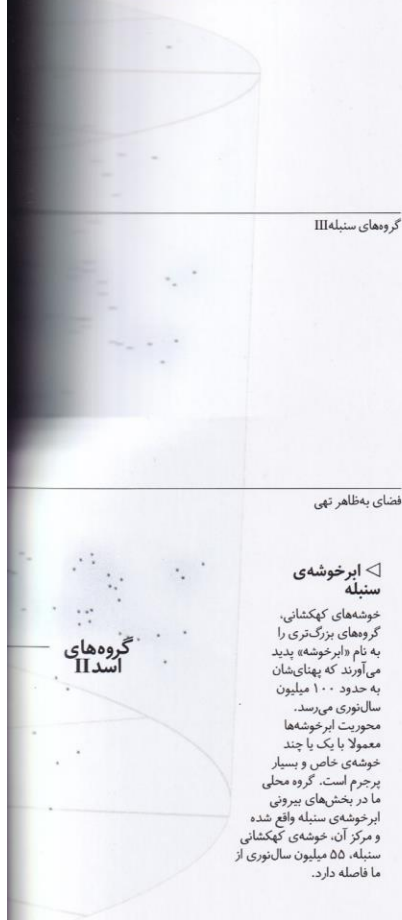 گروه‌های سنبله III
فضای به‌ظاهر تهی
◁ ابرخوشه‌ی
سنبله
خوشه‌های کهکشانی،
گروه‌های بزرگ‌تری را
به نام «ابرخوشه» پدید
می‌آورند که پهنای‌شان
به حدود ۱۰۰ میلیون
سال‌نوری می‌رسد.
محوریت ابرخوشه‌ها
معمولا با یک یا چند
خوشه‌ی خاص و بسیار
پرجرم است. گروه محلی
ما در بخش‌های بیرونی
ابرخوشه‌ی سنبله واقع شده
و مرکز آن، خوشه‌ی کهکشانی
سنبله، ۵۵ میلیون سال‌نوری از
ما فاصله دارد.
گروه‌های
اسد II